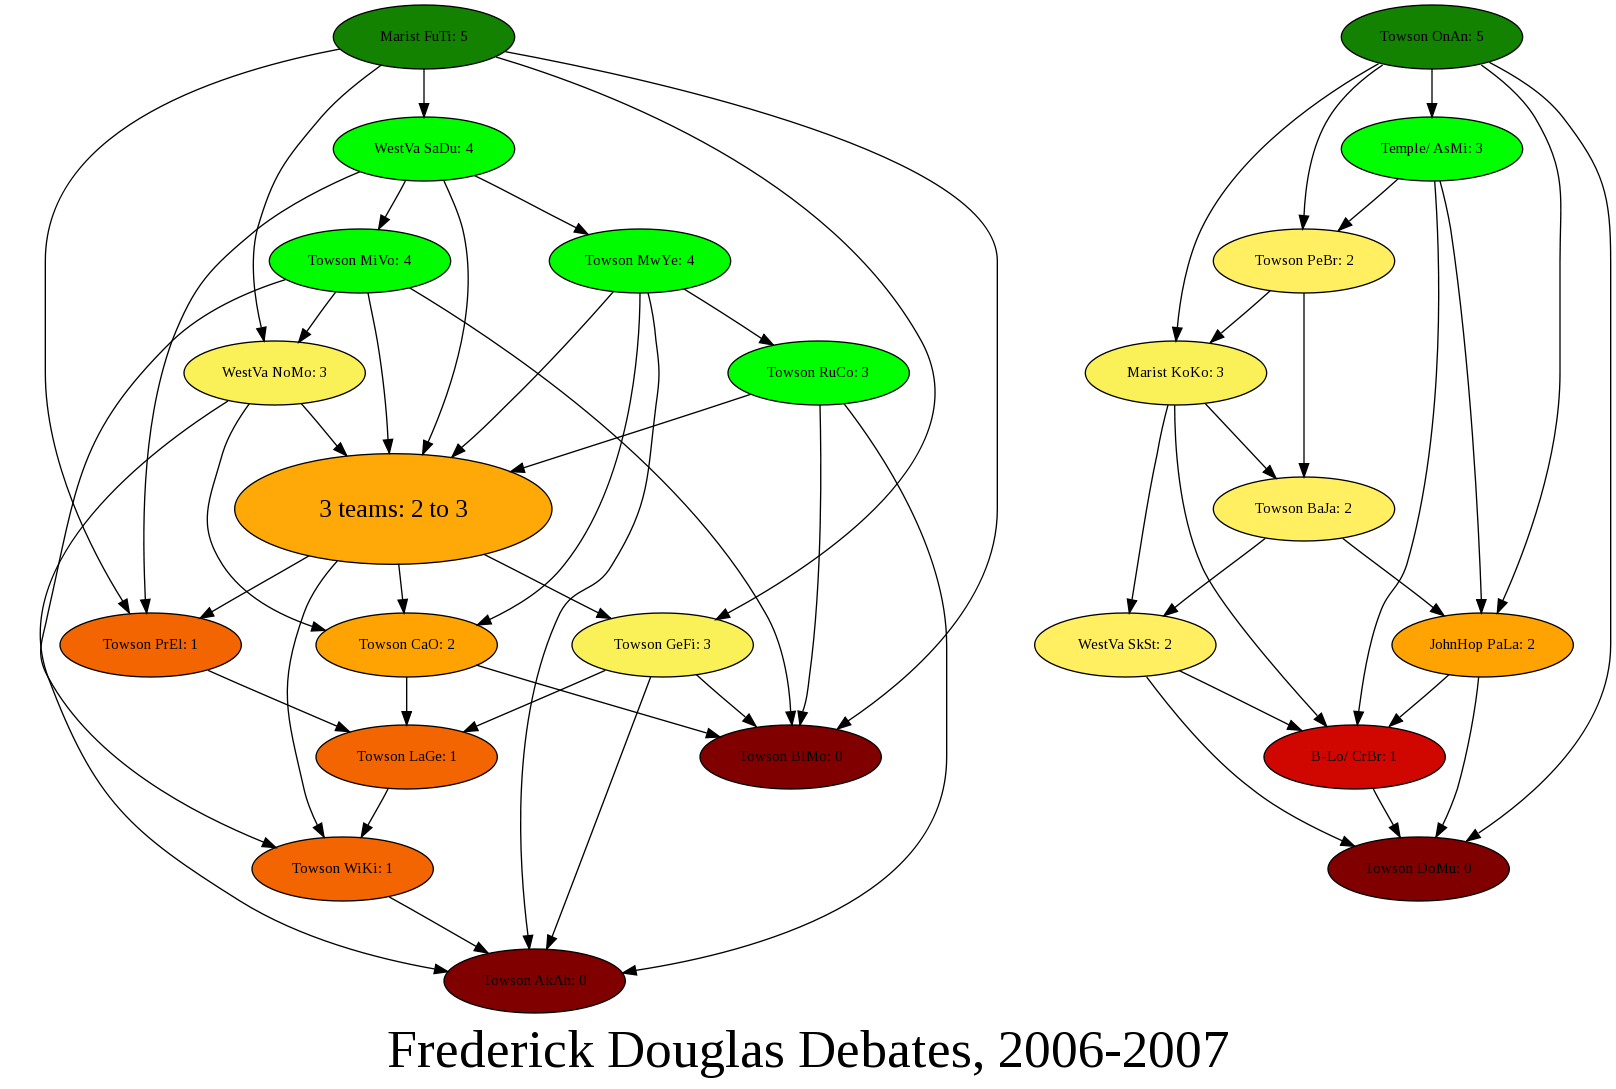 Marist FuTi: 5
Towson OnAn: 5
WestVa SaDu: 4
Temple/ AsMi: 3
Towson MiVo: 4
Towson MwYe: 4
Towson PeBr: 2
WestVa NoMo: 3
Towson RuCo: 3
Marist KoKo: 3
3 teams: 2 to 3
Towson BaJa: 2
Towson PrEl: 1
Towson CaO: 2
Towson GeFi: 3
WestVa SkSt: 2
JohnHop PaLa: 2
Towson LaGe: 1
Towson BiMo: 0
B-Lo/ CrBr: 1
Towson WiKi: 1
Towson DoMu: 0
Towson AkAh: 0
Frederick Douglas Debates, 2006-2007